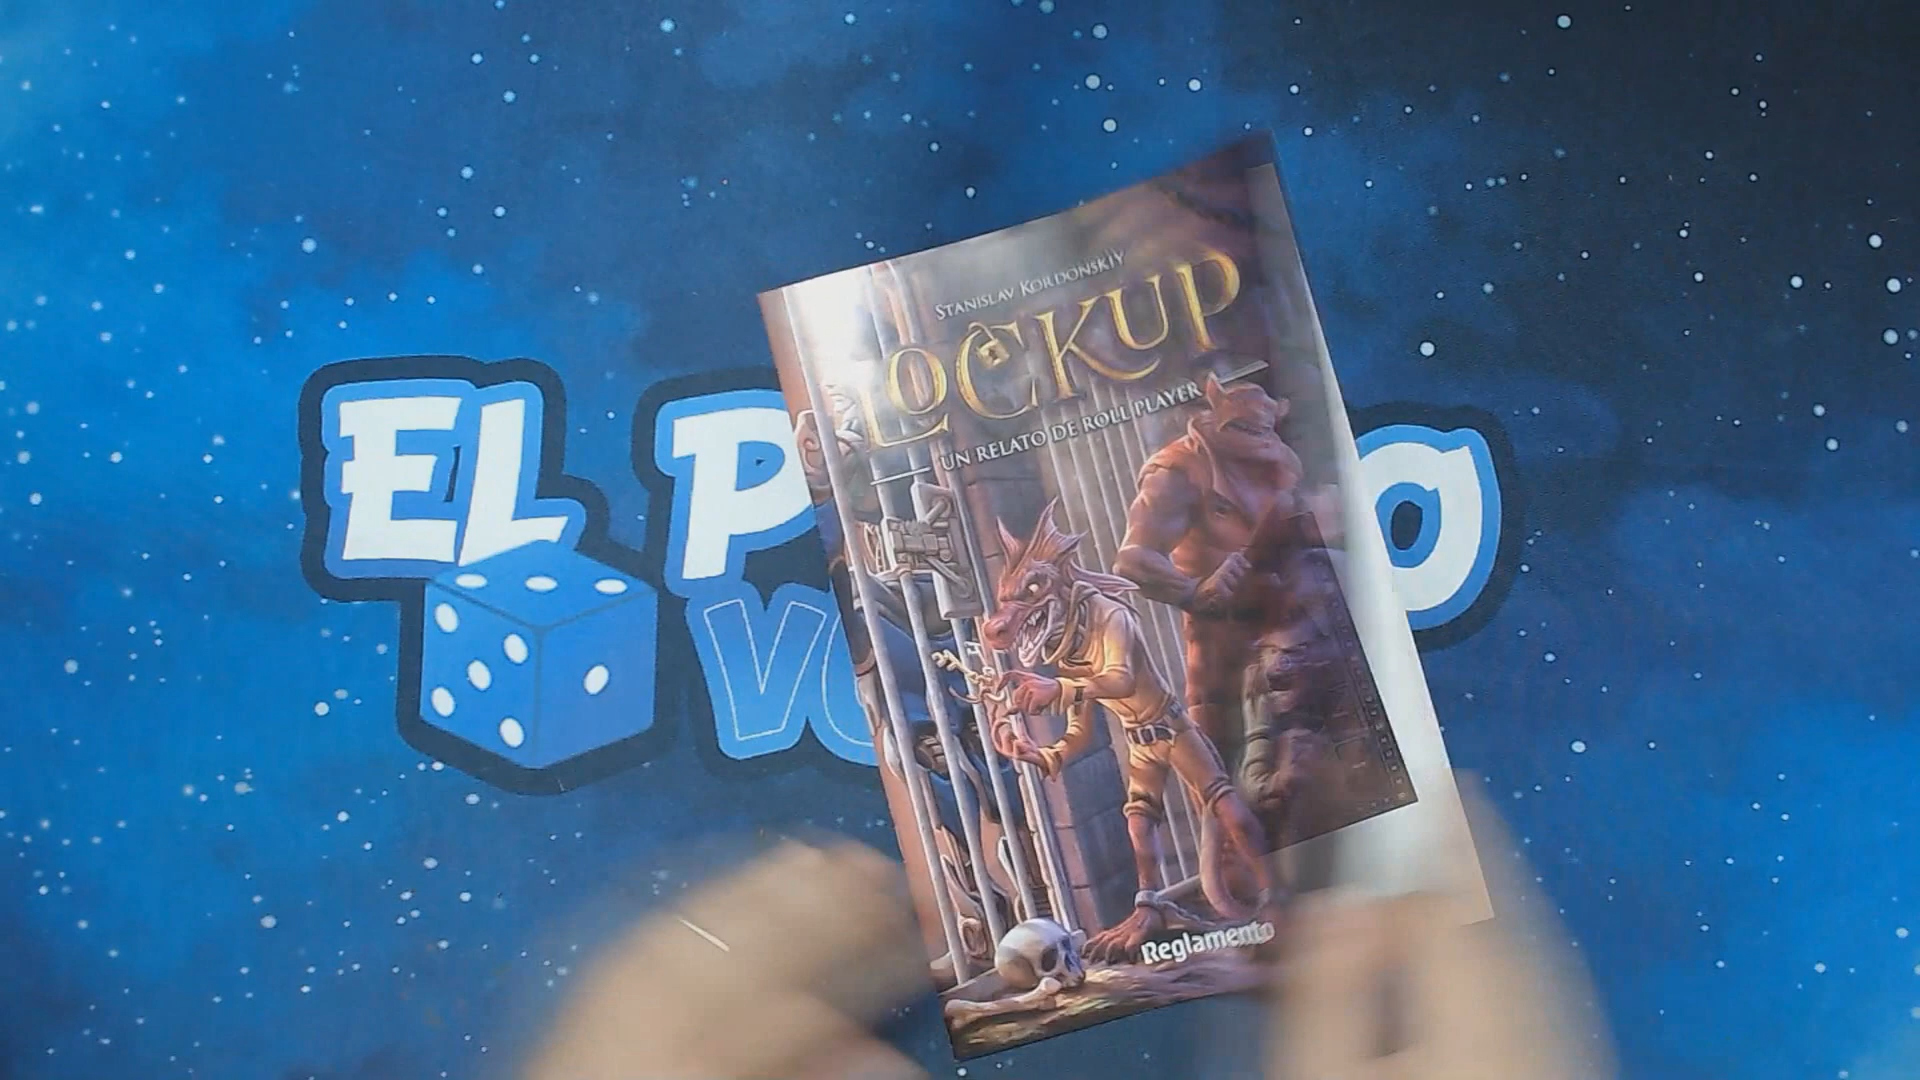 STANISLAV KORDONSKIY
LOCKUP
UN RELATO DE ROLL PLAYER
EL P
O
Reglamento